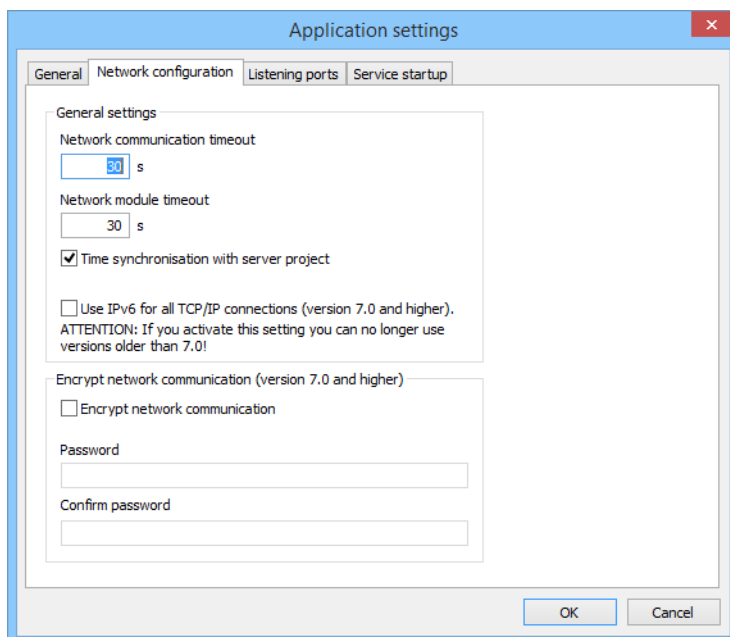 Application settings
General
Network configuration
Listening ports
Service startup
General settings
Network communication timeout
30 s
Network module timeout
30 s
Time synchronisation with server project
Use IPv6 for all TCP/IP connections (version 7.0 and higher).
ATTENTION: If you activate this setting you can no longer use
versions older than 7.0!
Encrypt network communication (version 7.0 and higher)
Encrypt network communication
Password
Confirm password
OK
Cancel